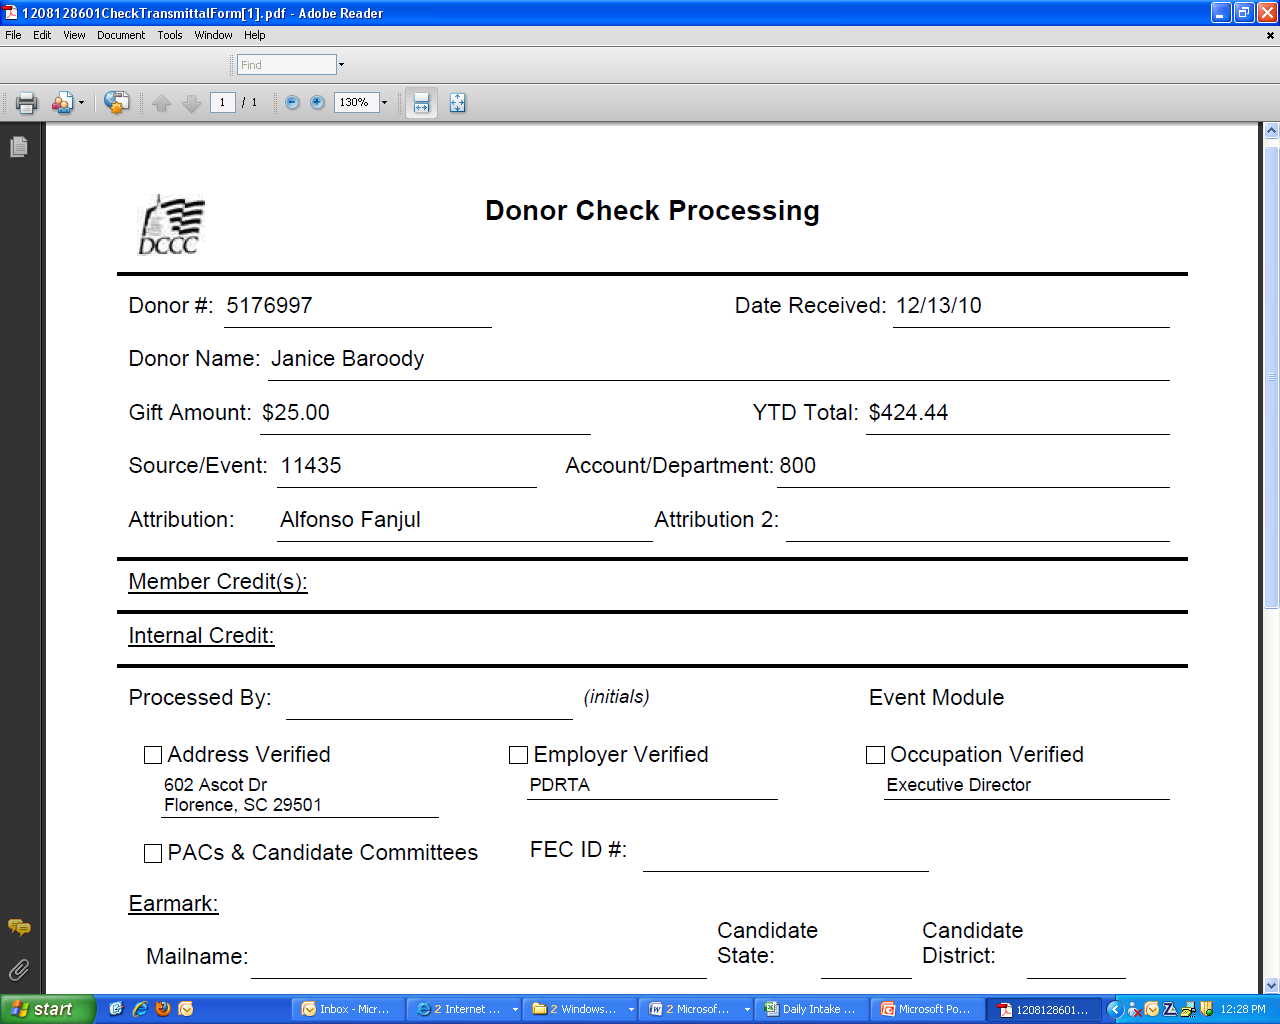 1208128601CheckTransmittalForm[1].pdf - Adobe Reader
File Edit View Document Tools Window Help
Find
1 / 1 130%
DCCC
Donor Check Processing
Donor #: 5176997 Date Received: 12/13/10
Donor Name: Janice Baroody
Gift Amount: $25.00 YTD Total: $424.44
Source/Event: 11435 Account/Department: 800
Attribution: Alfonso Fanjul Attribution 2:
Member Credit(s):
Internal Credit:
Processed By: (initials) Event Module
Address Verified Employer Verified Occupation Verified
602 Ascot Dr PDRTA Executive Director
Florence, SC 29501
PACs & Candidate Committees FEC ID #:
Earmark:
Candidate Candidate
Mailname: State: District:
start Inbox - Micr... 2 Internet ... 2 Windows... 2 Microsof... Daily Intake ... Microsoft Po... 1208128601... 12:28 PM